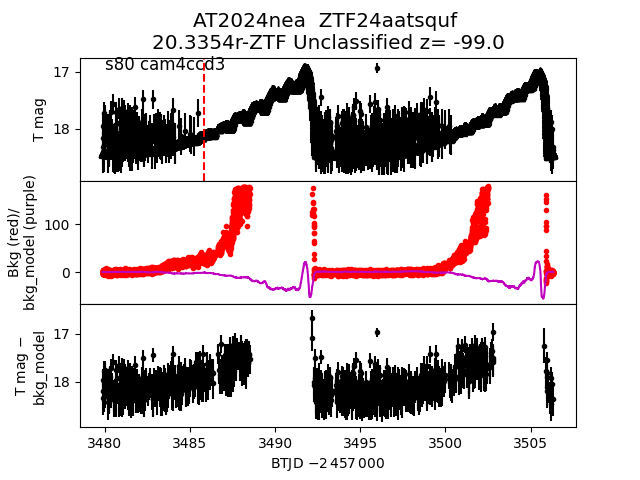 AT2024nea  ZTF24aatsquf
20.3354r-ZTF Unclassified z= -99.0
s80 cam4ccd3
17
18
T mag
100
0
Bkg (red)/
bkg_model (purple)
17
18
T mag −
bkg_model
3480 3485 3490 3495 3500 3505
BTJD −2 457 000